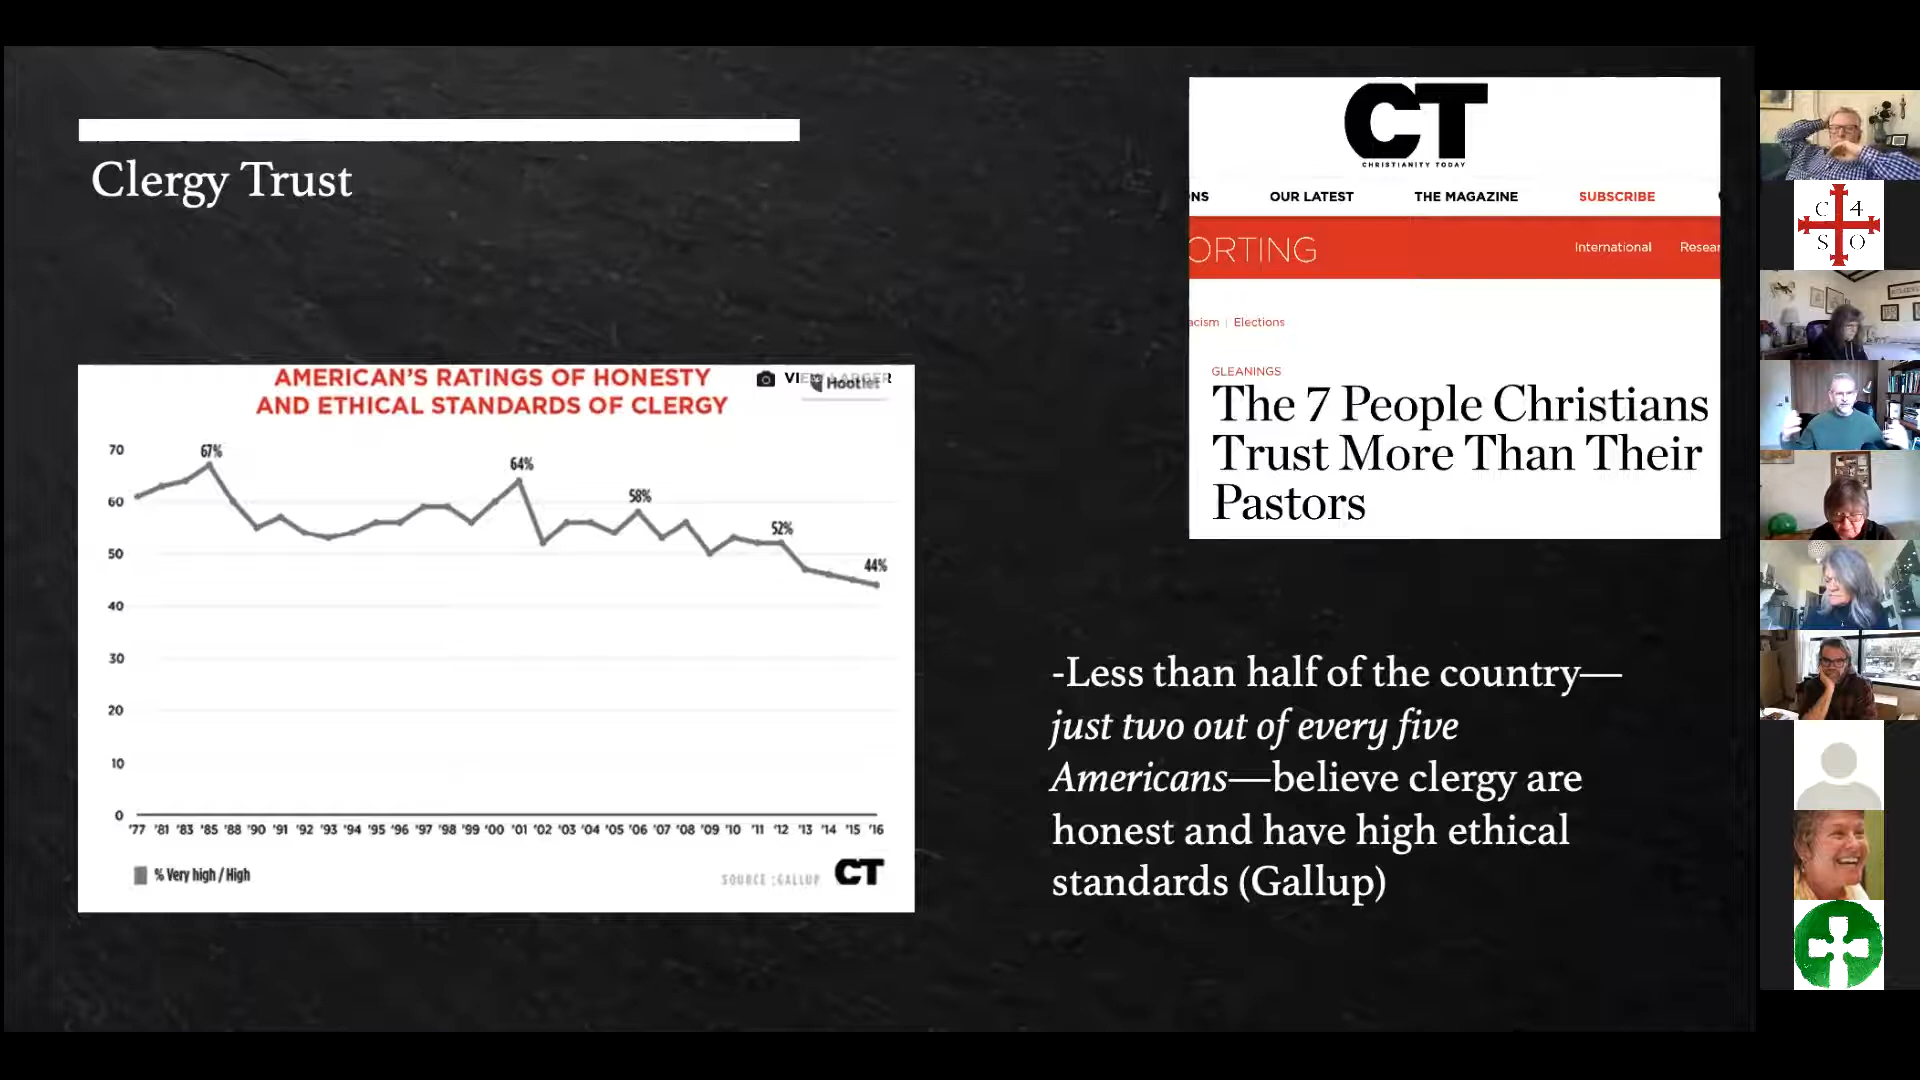 Clergy Trust
AMERICAN'S RATINGS OF HONESTY
AND ETHICAL STANDARDS OF CLERGY
Hootlet
70
60
50
40
30
20
10
0
67%
64%
58%
52%
44%
'77 '81 '83 '85 '88 '90 '91 '92 '93 '94 '95 '96 '97 '98 '99 '00 '01 '02 '03 '04 '05 '06 '07 '08 '09 '10 '11 '12 '13 '14 '15 '16
% Very high / High
SOURCE :GALLUP
CT
CT
CHRISTIANITY TODAY
NS OUR LATEST THE MAGAZINE SUBSCRIBE
ORTING International Resear
acism | Elections
GLEANINGS
The 7 People Christians
Trust More Than Their
Pastors
-Less than half of the country—
just two out of every five
Americans—believe clergy are
honest and have high ethical
standards (Gallup)
C 4
S O